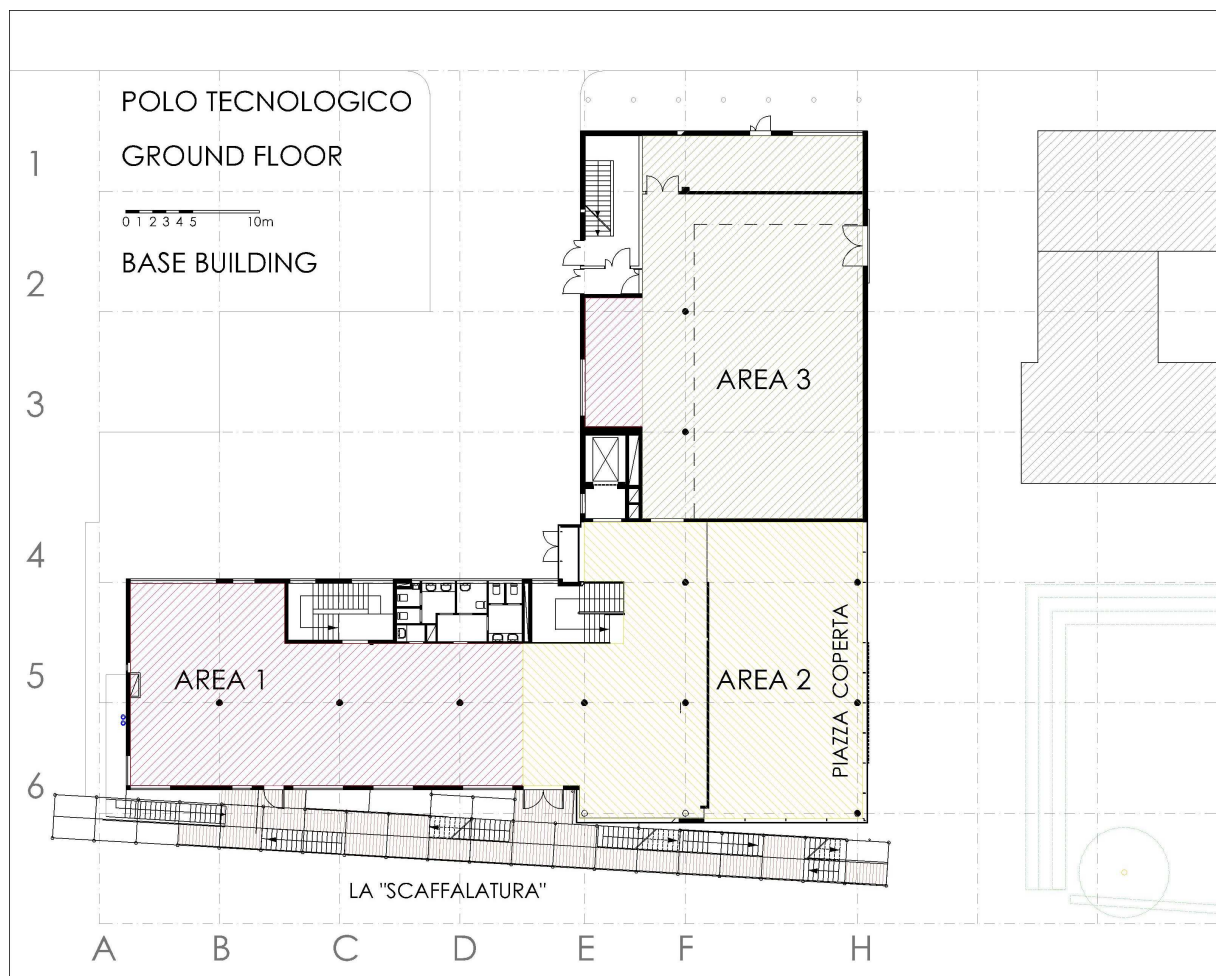 POLO TECNOLOGICO
GROUND FLOOR
0 1 2 3 4 5 10m
BASE BUILDING
1
2
3
4
5
6
AREA 3
AREA 1
AREA 2
PIAZZA COPERTA
LA "SCAFFALATURA"
A B C D E F H